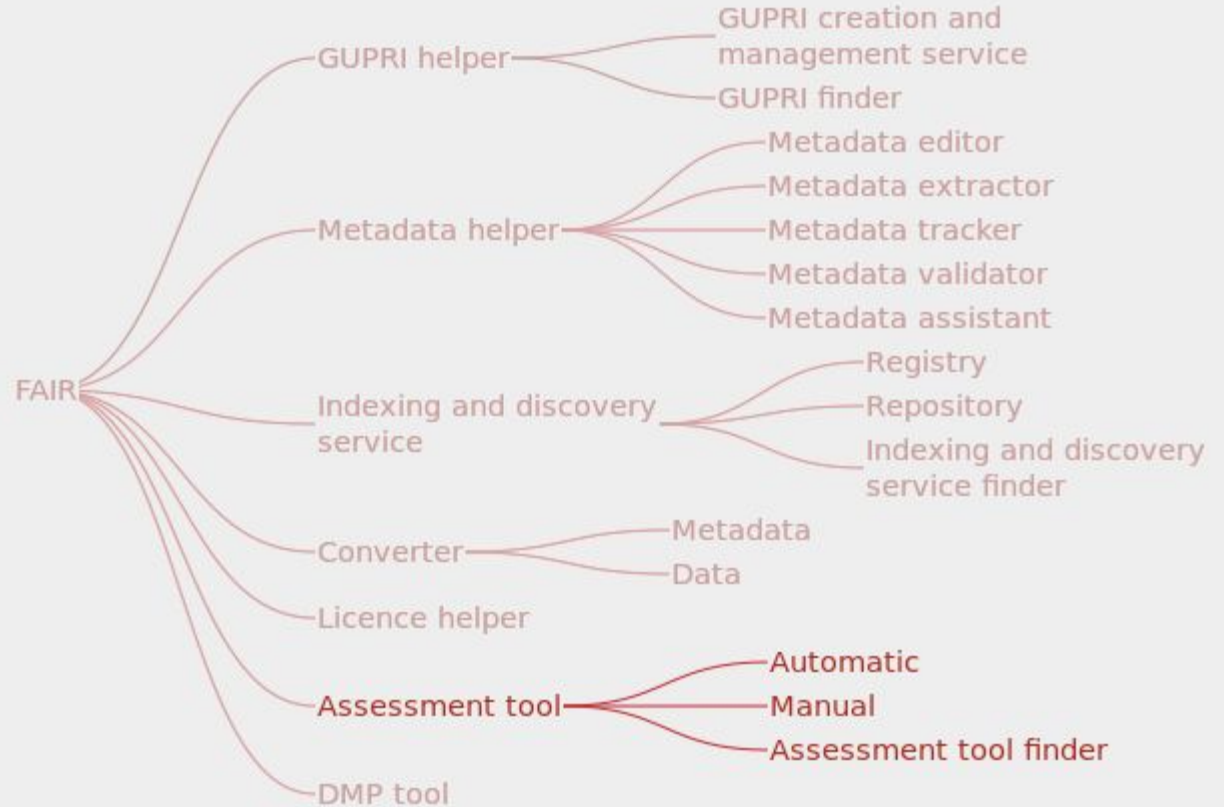 FAIR
GUPRI helper
GUPRI creation and
management service
GUPRI finder
Metadata helper
Metadata editor
Metadata extractor
Metadata tracker
Metadata validator
Metadata assistant
Indexing and discovery
service
Registry
Repository
Indexing and discovery
service finder
Converter
Metadata
Data
Licence helper
Assessment tool
Automatic
Manual
Assessment tool finder
DMP tool